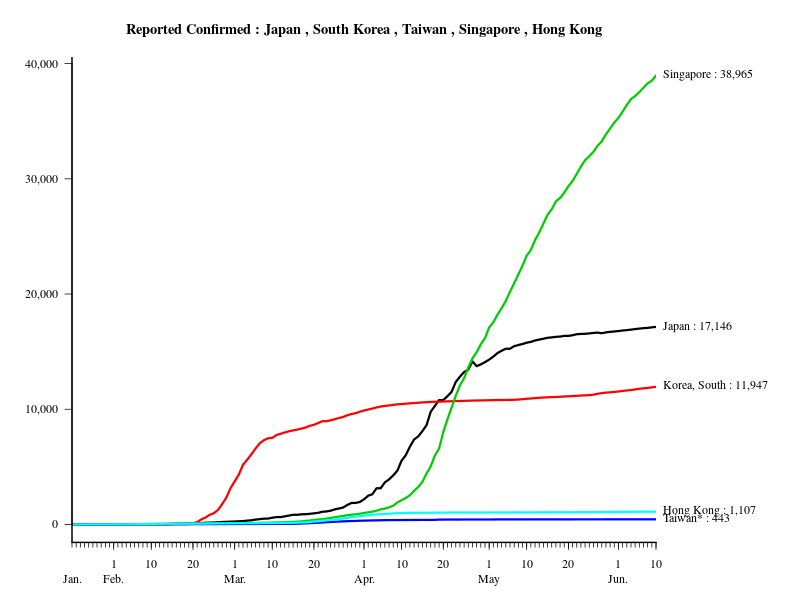 Reported Confirmed : Japan , South Korea , Taiwan , Singapore , Hong Kong
40,000
Singapore : 38,965
30,000
20,000
Japan : 17,146
Korea, South : 11,947
10,000
Hong Kong : 1,107
Taiwan* : 443
0
1 10 20 1 10 20 1 10 20 1 10 20 1 10
Jan. Feb. Mar. Apr. May Jun.